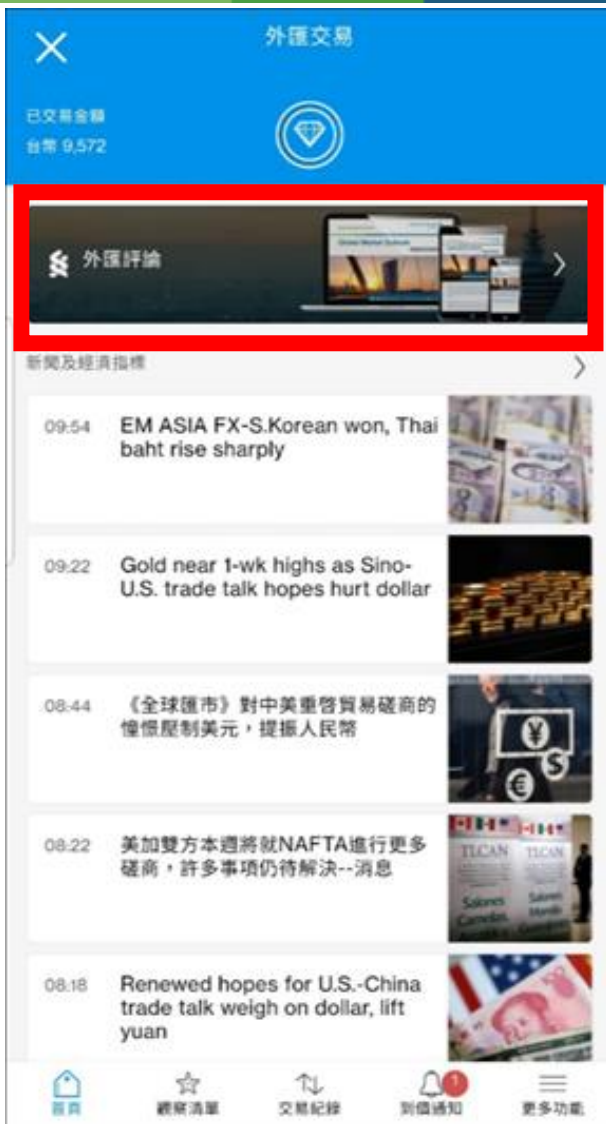 外匯交易
已交易金額
台幣 9,572
外匯評論
新聞及經濟指標
09:54
EM ASIA FX-S.Korean won, Thai
baht rise sharply
09:22
Gold near 1-wk highs as Sino-
U.S. trade talk hopes hurt dollar
08:44
《全球匯市》對中美重啓貿易磋商的
憧憬壓制美元，提振人民幣
08:22
美加雙方本週將就NAFTA進行更多
磋商，許多事項仍待解決--消息
TLCAN
TLCAN
Salones
Salones
08:18
Renewed hopes for U.S.-China
trade talk weigh on dollar, lift
yuan
首頁
觀察清單
交易紀錄
1
到價通知
更多功能